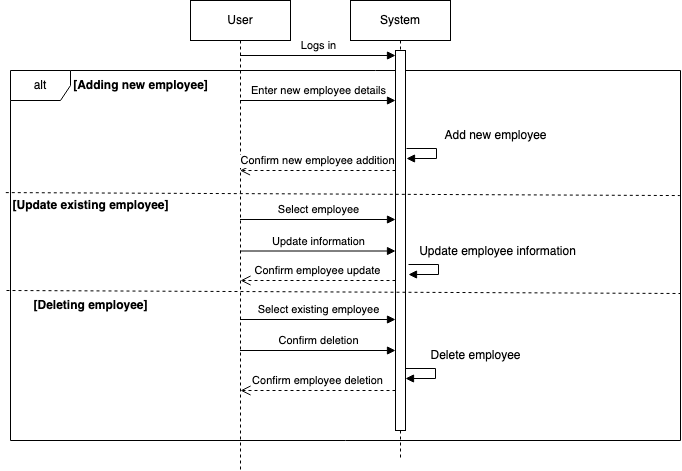 User
System
Logs in
alt
[Adding new employee]
Enter new employee details
Add new employee
Confirm new employee addition
[Update existing employee]
Select employee
Update information
Update employee information
Confirm employee update
[Deleting employee]
Select existing employee
Confirm deletion
Delete employee
Confirm employee deletion